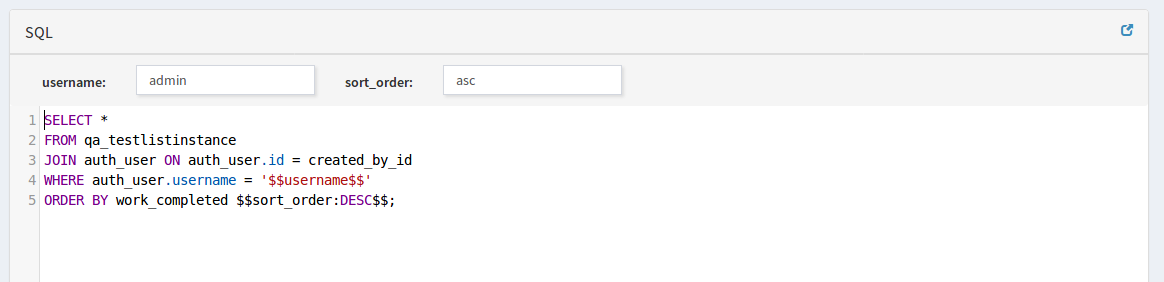 SQL
username: admin sort_order: asc
1 SELECT *
2 FROM qa_testlistinstance
3 JOIN auth_user ON auth_user.id = created_by_id
4 WHERE auth_user.username = '$$username$$'
5 ORDER BY work_completed $$sort_order:DESC$$;